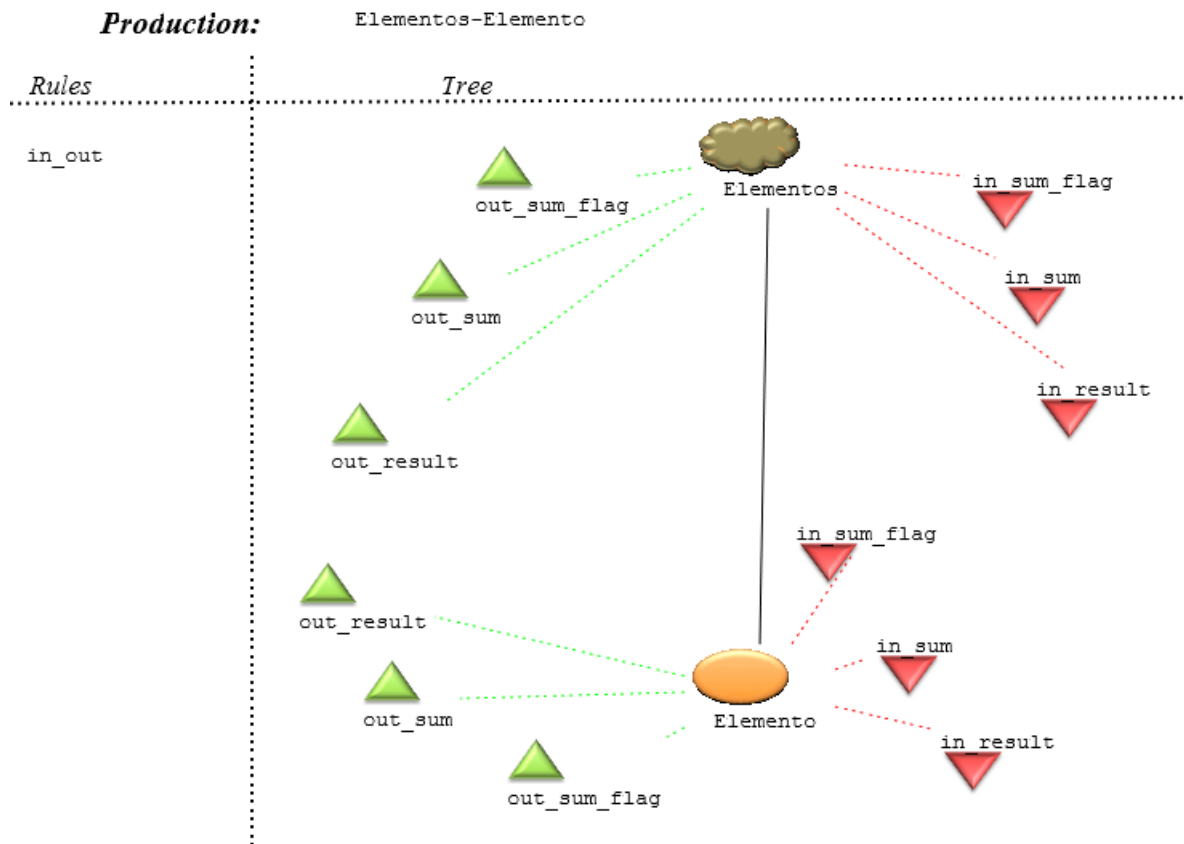 Production: Elementos-Elemento
Rules Tree
in_out
Elementos
out_sum_flag in_sum_flag
out_sum in_sum
out_result in_result
in_sum_flag
out_result in_sum
out_sum Elemento
out_sum_flag in_result